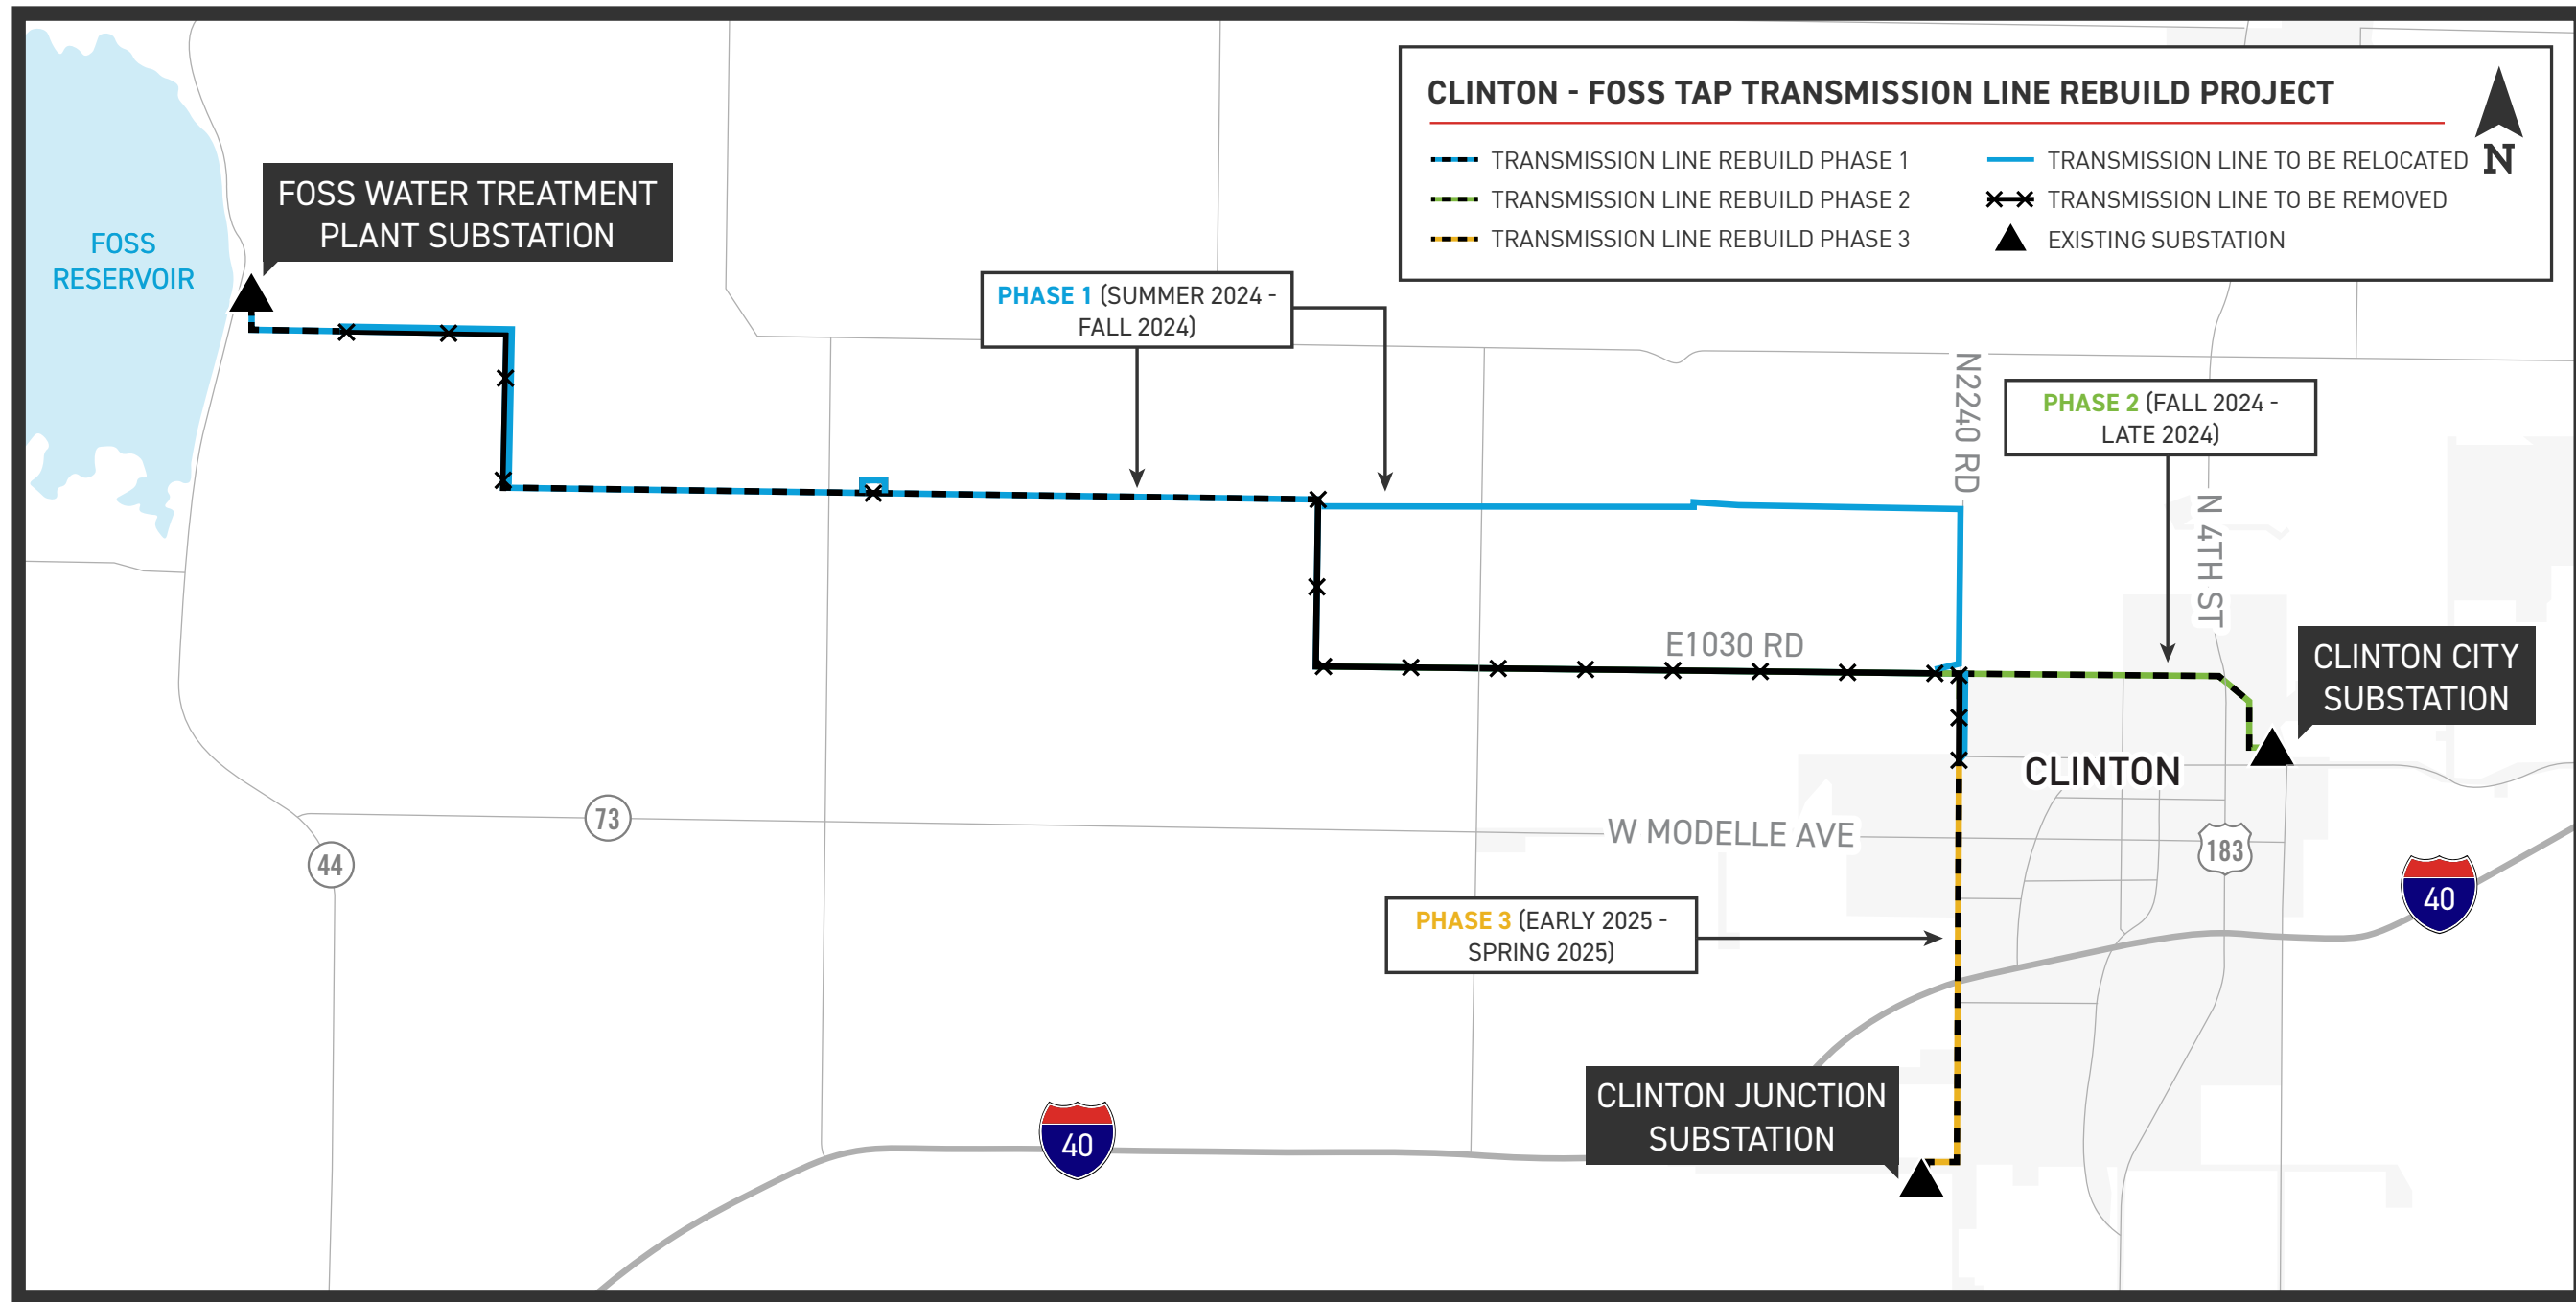 CLINTON - FOSS TAP TRANSMISSION LINE REBUILD PROJECT
N
TRANSMISSION LINE REBUILD PHASE 1
TRANSMISSION LINE REBUILD PHASE 2
TRANSMISSION LINE REBUILD PHASE 3
TRANSMISSION LINE TO BE RELOCATED
TRANSMISSION LINE TO BE REMOVED
EXISTING SUBSTATION
FOSS WATER TREATMENT
PLANT SUBSTATION
FOSS
RESERVOIR
PHASE 1 (SUMMER 2024 -
FALL 2024)
N2240 RD
PHASE 2 (FALL 2024 -
LATE 2024)
N 4TH ST
E1030 RD
CLINTON CITY
SUBSTATION
CLINTON
73
W MODELLE AVE
183
44
40
PHASE 3 (EARLY 2025 -
SPRING 2025)
CLINTON JUNCTION
SUBSTATION
40